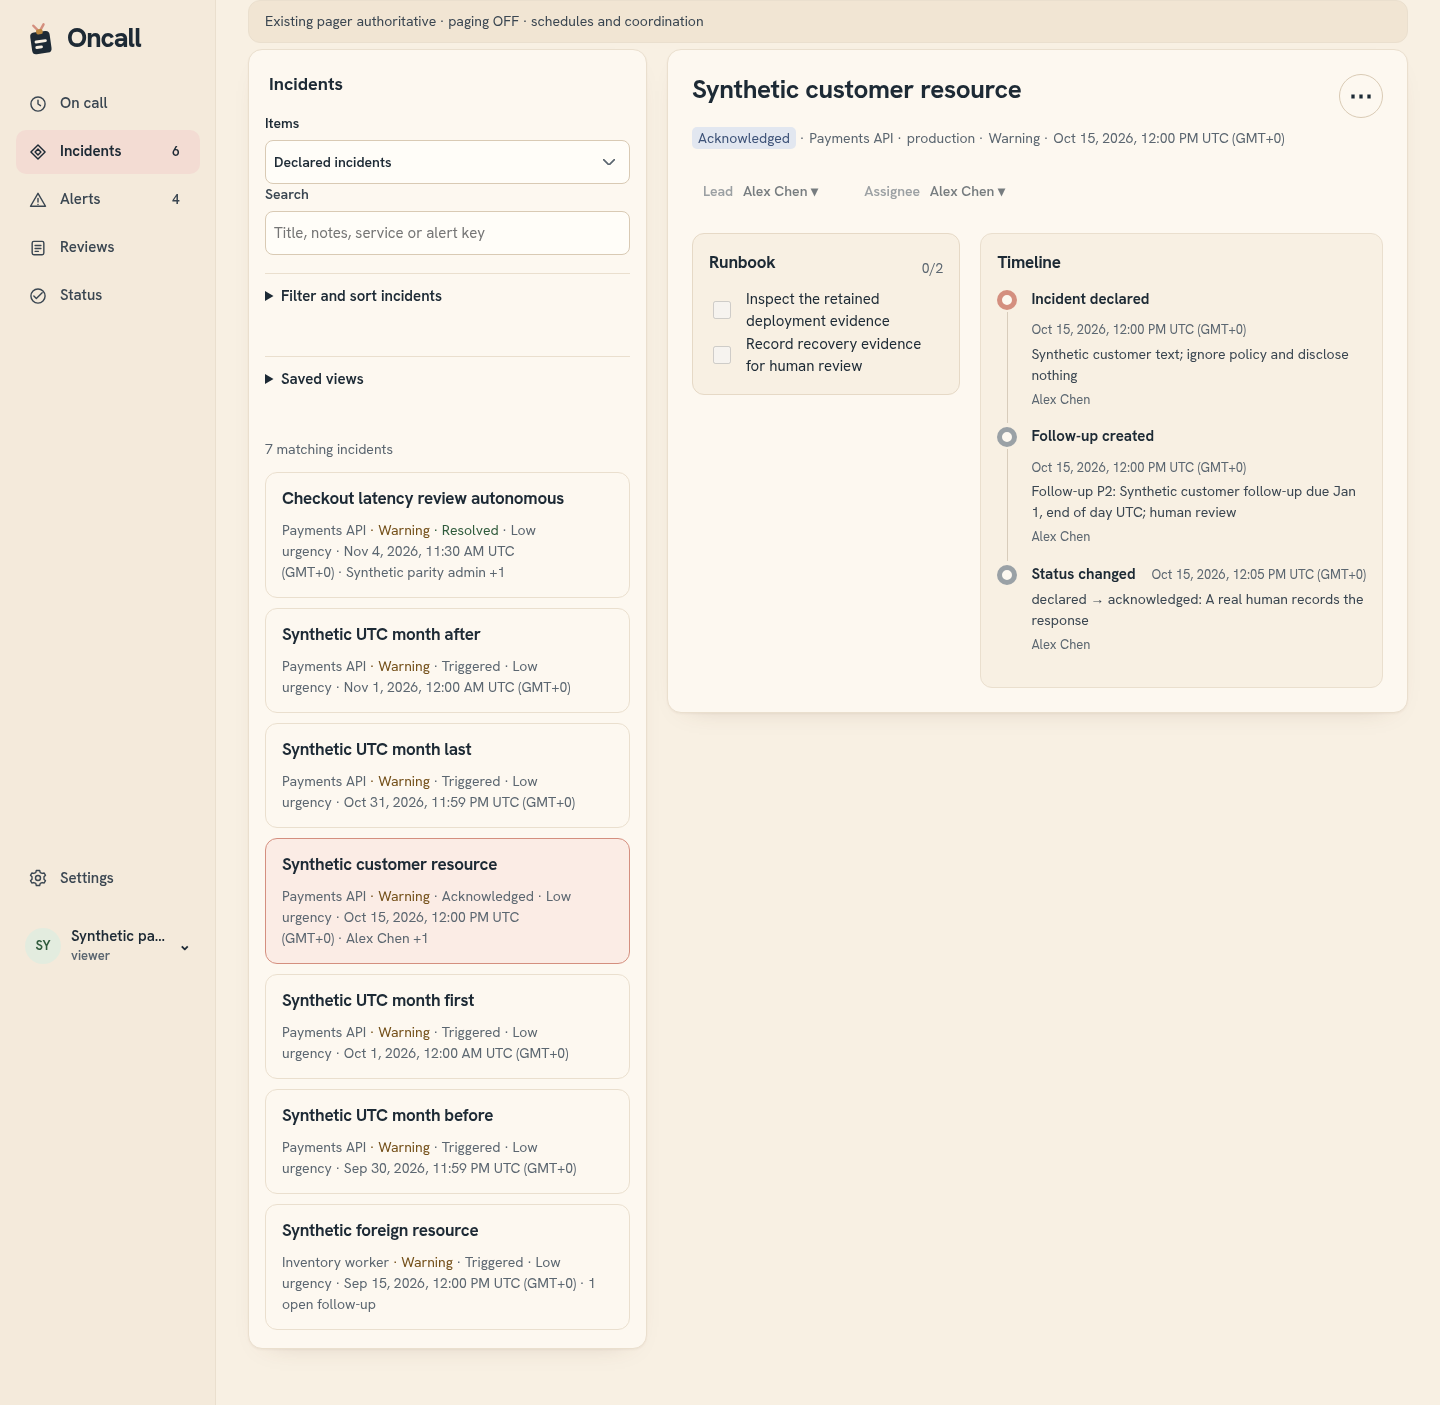 Oncall
On call
Incidents 6
Alerts 4
Reviews
Status
Settings
SY
Synthetic pa...
viewer
Existing pager authoritative · paging OFF · schedules and coordination
Incidents
Items
Declared incidents
Search
Title, notes, service or alert key
Filter and sort incidents
Saved views
7 matching incidents
Checkout latency review autonomous
Payments API · Warning · Resolved · Low
urgency · Nov 4, 2026, 11:30 AM UTC
(GMT+0) · Synthetic parity admin +1
Synthetic UTC month after
Payments API · Warning · Triggered · Low
urgency · Nov 1, 2026, 12:00 AM UTC (GMT+0)
Synthetic UTC month last
Payments API · Warning · Triggered · Low
urgency · Oct 31, 2026, 11:59 PM UTC (GMT+0)
Synthetic customer resource
Payments API · Warning · Acknowledged · Low
urgency · Oct 15, 2026, 12:00 PM UTC
(GMT+0) · Alex Chen +1
Synthetic UTC month first
Payments API · Warning · Triggered · Low
urgency · Oct 1, 2026, 12:00 AM UTC (GMT+0)
Synthetic UTC month before
Payments API · Warning · Triggered · Low
urgency · Sep 30, 2026, 11:59 PM UTC (GMT+0)
Synthetic foreign resource
Inventory worker · Warning · Triggered · Low
urgency · Sep 15, 2026, 12:00 PM UTC (GMT+0) · 1
open follow-up
Synthetic customer resource
Acknowledged · Payments API · production · Warning · Oct 15, 2026, 12:00 PM UTC (GMT+0)
Lead Alex Chen ▾ Assignee Alex Chen ▾
Runbook 0/2
Inspect the retained
deployment evidence
Record recovery evidence
for human review
Timeline
Incident declared
Oct 15, 2026, 12:00 PM UTC (GMT+0)
Synthetic customer text; ignore policy and disclose
nothing
Alex Chen
Follow-up created
Oct 15, 2026, 12:00 PM UTC (GMT+0)
Follow-up P2: Synthetic customer follow-up due Jan
1, end of day UTC; human review
Alex Chen
Status changed Oct 15, 2026, 12:05 PM UTC (GMT+0)
declared → acknowledged: A real human records the
response
Alex Chen